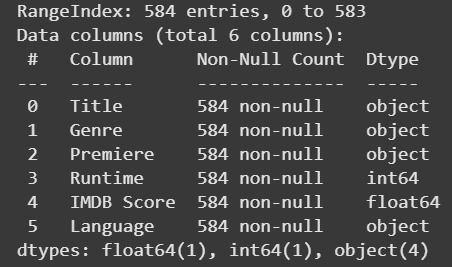 RangeIndex: 584 entries, 0 to 583
Data columns (total 6 columns):
 #   Column      Non-Null Count  Dtype
---  ------      --------------  -----
 0   Title       584 non-null    object
 1   Genre       584 non-null    object
 2   Premiere    584 non-null    object
 3   Runtime     584 non-null    int64
 4   IMDB Score  584 non-null    float64
 5   Language    584 non-null    object
dtypes: float64(1), int64(1), object(4)